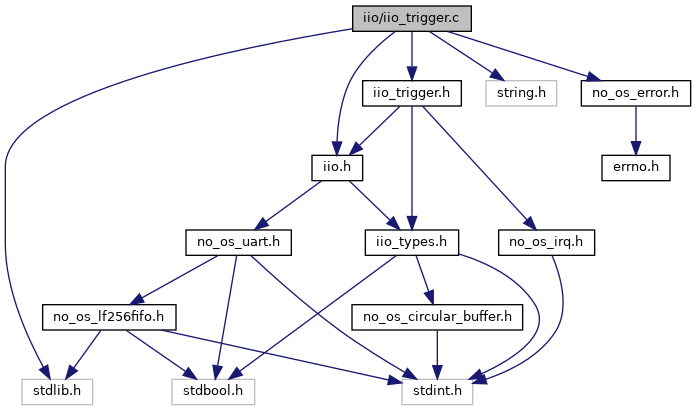 iio/iio_trigger.c
iio_trigger.h
string.h
no_os_error.h
iio.h
errno.h
no_os_uart.h
iio_types.h
no_os_irq.h
no_os_lf256fifo.h
no_os_circular_buffer.h
stdlib.h
stdbool.h
stdint.h